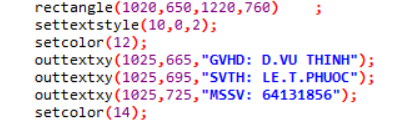 rectangle(1020,650,1220,760)    ;
settextstyle(10,0,2);
setcolor(12);
outtextxy(1025,665,"GVHD: D.VU THINH");
outtextxy(1025,695,"SVTH: LE.T.PHUOC");
outtextxy(1025,725,"MSSV: 64131856");
setcolor(14);